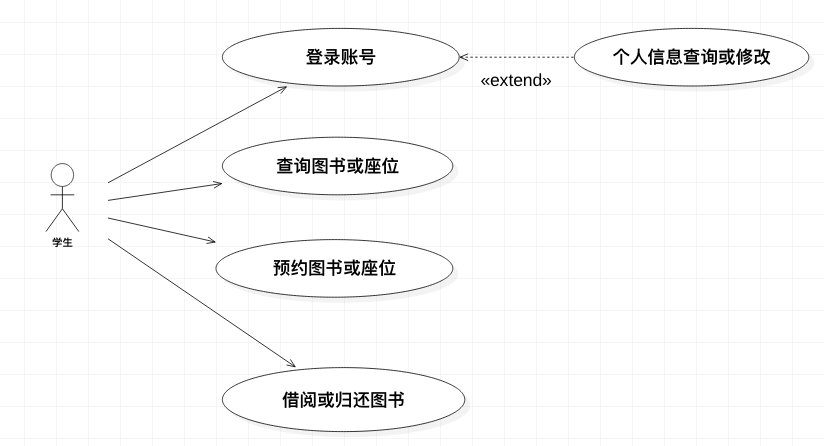 登录账号
个人信息查询或修改
«extend»
查询图书或座位
学生
预约图书或座位
借阅或归还图书